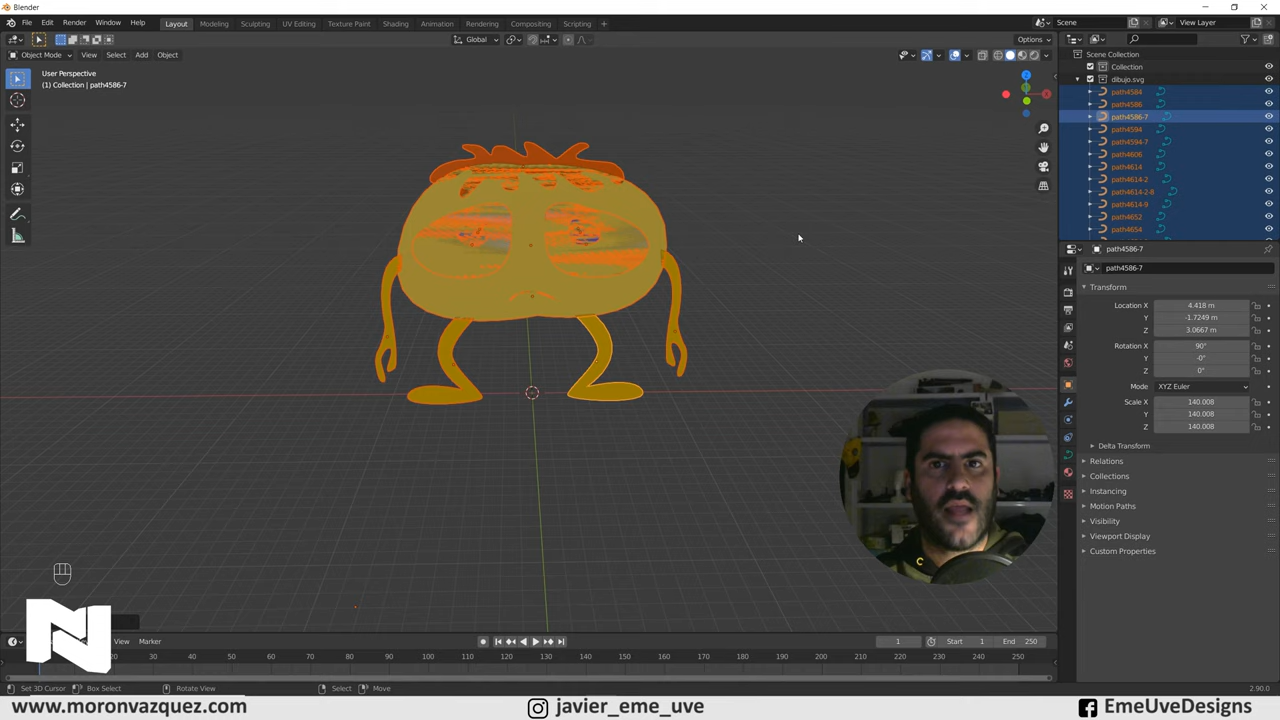 Blender
File Edit Render Window Help Layout Modeling Sculpting UV Editing Texture Paint Shading Animation Rendering Compositing Scripting + Scene View Layer
Global Options
Object Mode View Select Add Object
Scene Collection
Collection
dibujo.svg
path4584
path4586
path4586-7
path4594
path4594-7
path4606
path4614
path4614-2
path4614-2-8
path4614-9
path4652
path4654
User Perspective
(1) Collection | path4586-7
path4586-7
path4586-7
Transform
Location X 4.418 m
Y -1.7249 m
Z 3.0667 m
Rotation X 90°
Y -0°
Z 0°
Mode XYZ Euler
Scale X 140.008
Y 140.008
Z 140.008
Delta Transform
Relations
Collections
Instancing
Motion Paths
Visibility
Viewport Display
Custom Properties
View Marker
1 Start 1 End 250
20 30 40 50 60 70 80 90 100 110 120 130 140 150 160 170 180 190 200 210 220 230 240 250
Set 3D Cursor Box Select Rotate View Select Move 2.90.0
N
www.moronvazquez.com javier_eme_uve EmeUveDesigns